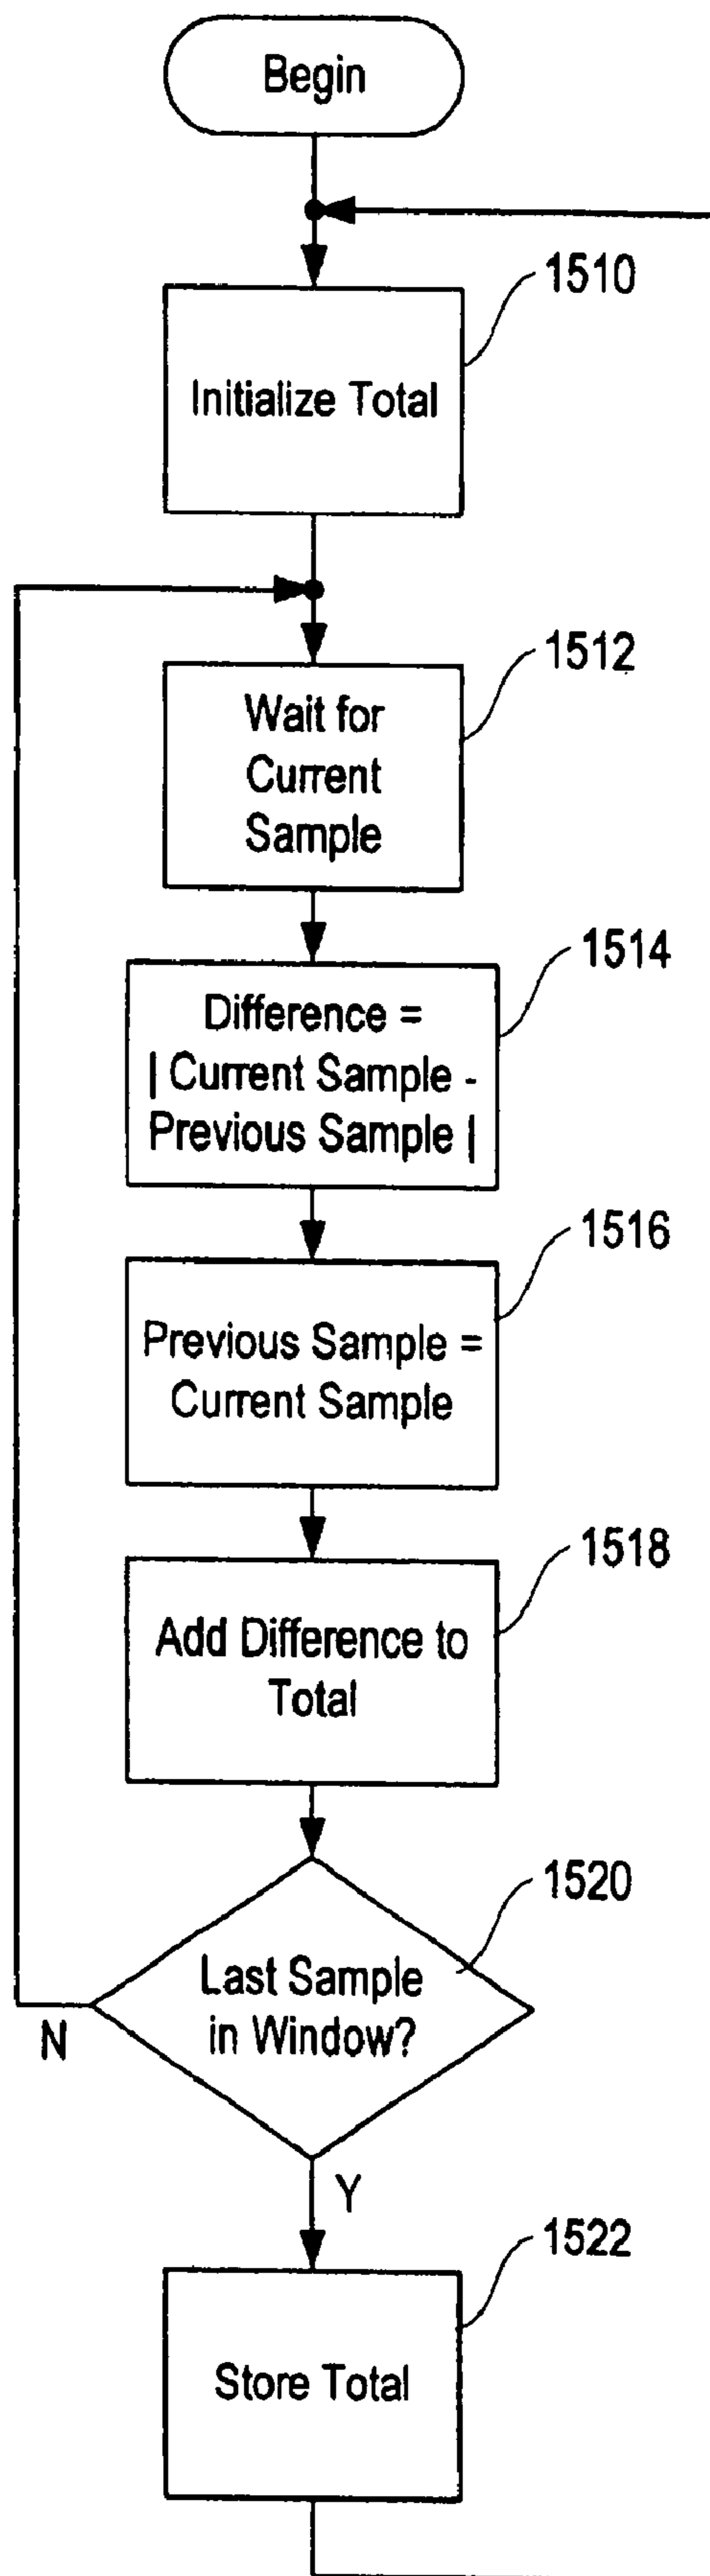 Begin
1510
Initialize Total
1512
Wait for
Current
Sample
1514
Difference =
| Current Sample -
Previous Sample |
1516
Previous Sample =
Current Sample
1518
Add Difference to
Total
1520
Last Sample
in Window?
N
Y
1522
Store Total